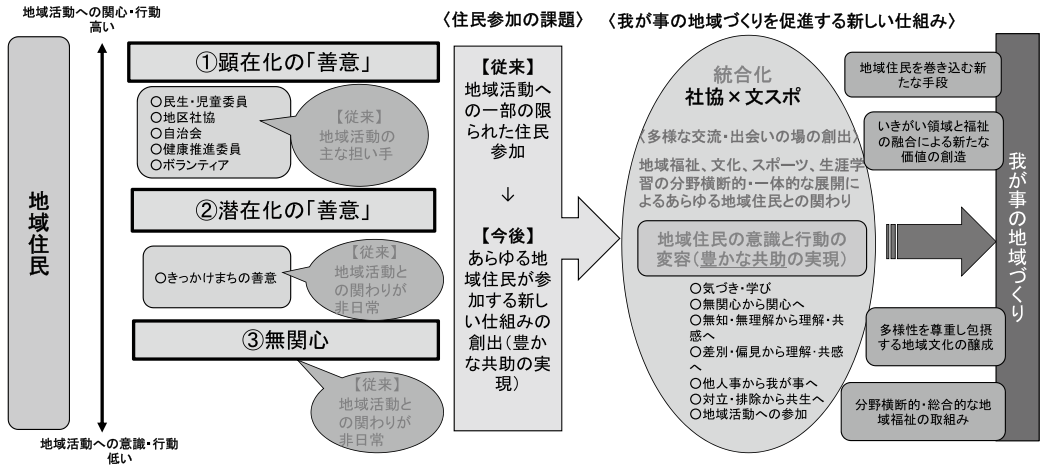 地域活動への関心・行動
高い
地域住民
地域活動への意識・行動
低い
①顕在化の「善意」
○民生・児童委員
○地区社協
○自治会
○健康推進委員
○ボランティア
【従来】
地域活動の
主な担い手
②潜在化の「善意」
○きっかけまちの善意
【従来】
地域活動と
の関わりが
非日常
③無関心
【従来】
地域活動と
の関わりが
非日常
〈住民参加の課題〉
【従来】
地域活動へ
の一部の限
られた住民
参加
↓
【今後】
あらゆる地
域住民が参
加する新し
い仕組みの
創出(豊か
な共助の実
現)
〈我が事の地域づくりを促進する新しい仕組み〉
統合化
社協×文スポ
〈多様な交流・出会いの場の創出〉
地域福祉、文化、スポーツ、生涯学
習の分野横断的・一体的な展開に
よるあらゆる地域住民との関わり
地域住民の意識と行動の
変容(豊かな共助の実現)
○気づき・学び
○無関心から関心へ
○無知・無理解から理解・共
感へ
○差別・偏見から理解・共感
へ
○他人事から我が事へ
○対立・排除から共生へ
○地域活動への参加
地域住民を巻き込む新
たな手段
いきがい領域と福祉
の融合による新たな
価値の創造
多様性を尊重し包摂
する地域文化の醸成
分野横断的・総合的な地
域福祉の取組み
我が事の地域づくり